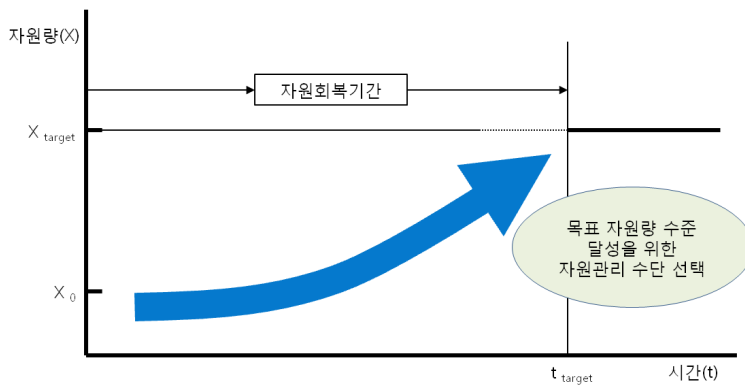 자원량(X)
자원회복기간
X target
목표 자원량 수준
달성을 위한
자원관리 수단 선택
X 0
t target
시간(t)